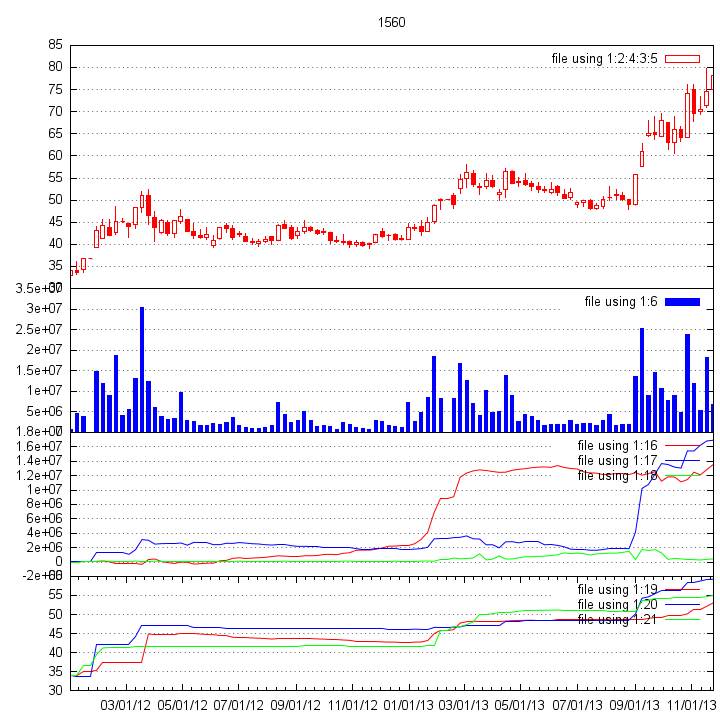 1560
85
file using 1:2:4:3:5
80
75
70
65
60
55
50
45
40
35
30
3.5e+07
file using 1:6
3e+07
2.5e+07
2e+07
1.5e+07
1e+07
5e+06
0
1.8e+07
file using 1:16
1.6e+07
file using 1:17
1.4e+07
file using 1:18
1.2e+07
1e+07
8e+06
6e+06
4e+06
2e+06
0
-2e+06
60
file using 1:19
55
file using 1:20
50
file using 1:21
45
40
35
30
03/01/12 05/01/12 07/01/12 09/01/12 11/01/12 01/01/13 03/01/13 05/01/13 07/01/13 09/01/13 11/01/13